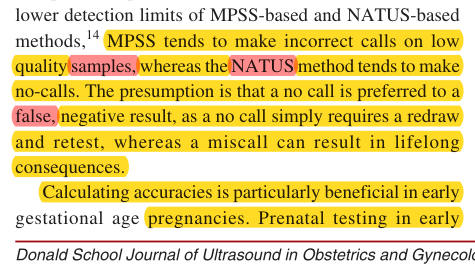 lower detection limits of MPSS-based and NATUS-based
methods,14 MPSS tends to make incorrect calls on low
quality samples, whereas the NATUS method tends to make
no-calls. The presumption is that a no call is preferred to a
false, negative result, as a no call simply requires a redraw
and retest, whereas a miscall can result in lifelong
consequences.
Calculating accuracies is particularly beneficial in early
gestational age pregnancies. Prenatal testing in early
Donald School Journal of Ultrasound in Obstetrics and